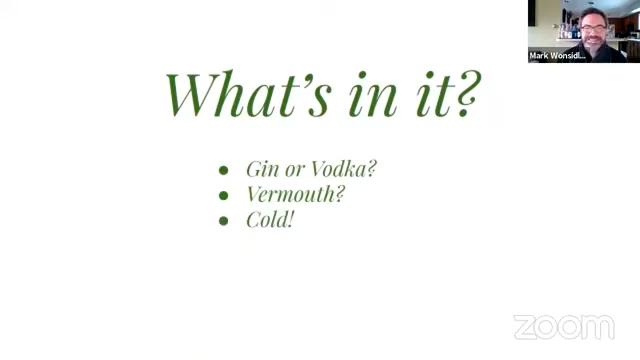 Mark Wonsidl...
What's in it?
● Gin or Vodka?
● Vermouth?
● Cold!
zoom